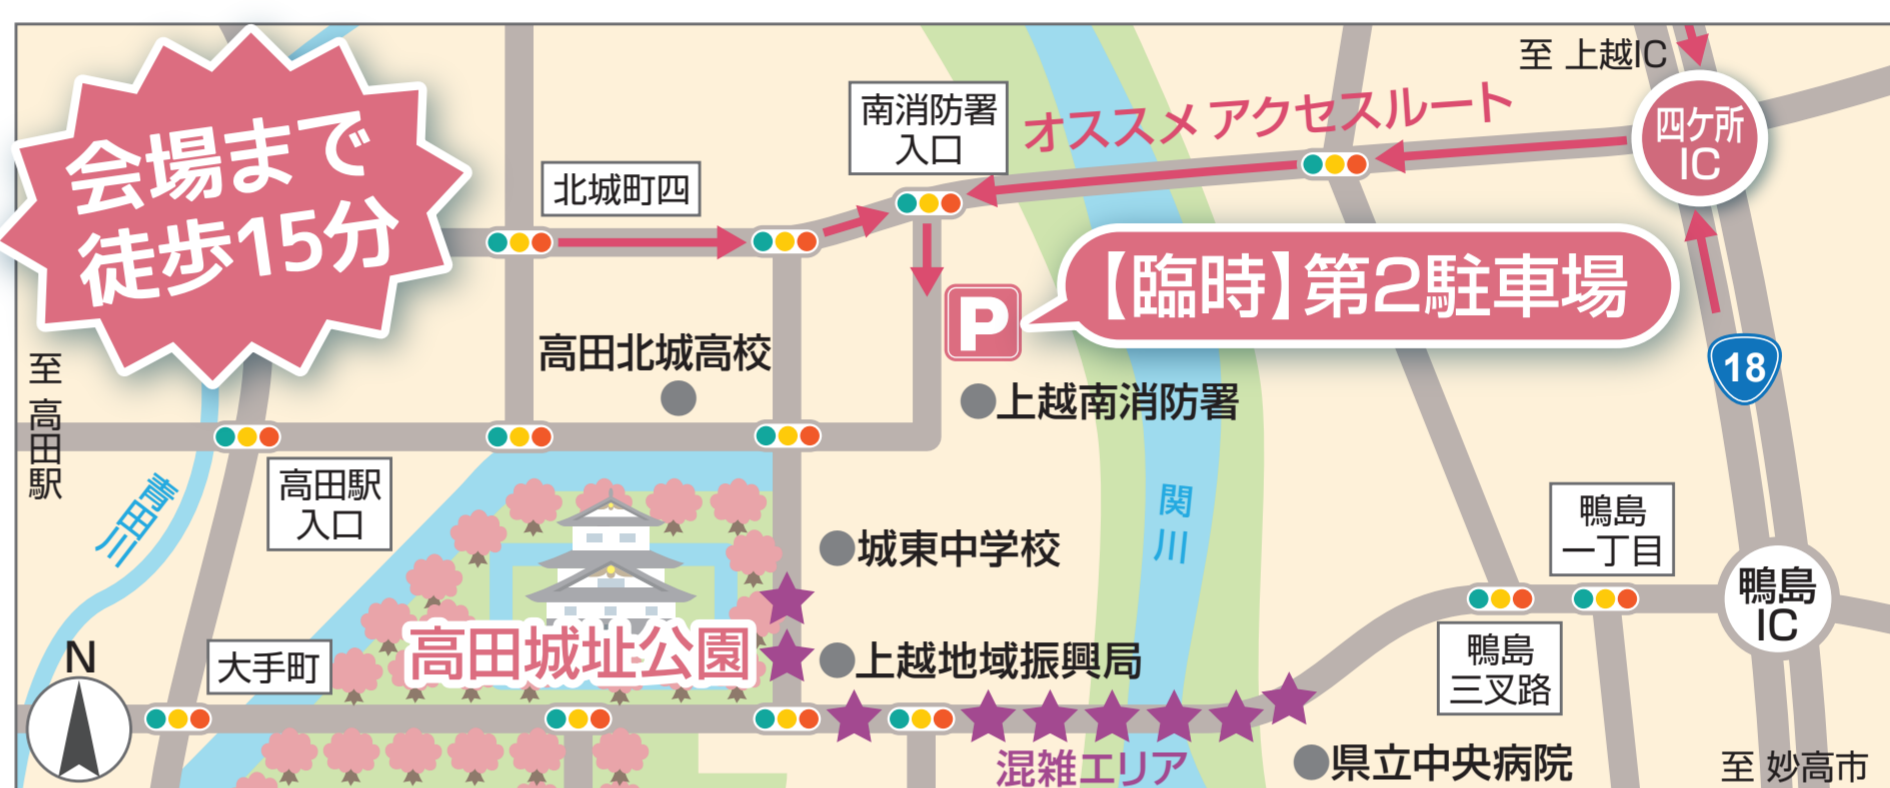 会場まで
徒歩15分
至 上越IC
四ケ所
IC
オススメ アクセスルート
南消防署
入口
北城町四
【臨時】第2駐車場
P
18
高田北城高校
上越南消防署
至 高田駅
高田駅
入口
青田川
関川
鴨島
一丁目
城東中学校
鴨島
IC
高田城址公園
上越地域振興局
鴨島
三叉路
大手町
N
混雑エリア
県立中央病院
至 妙高市